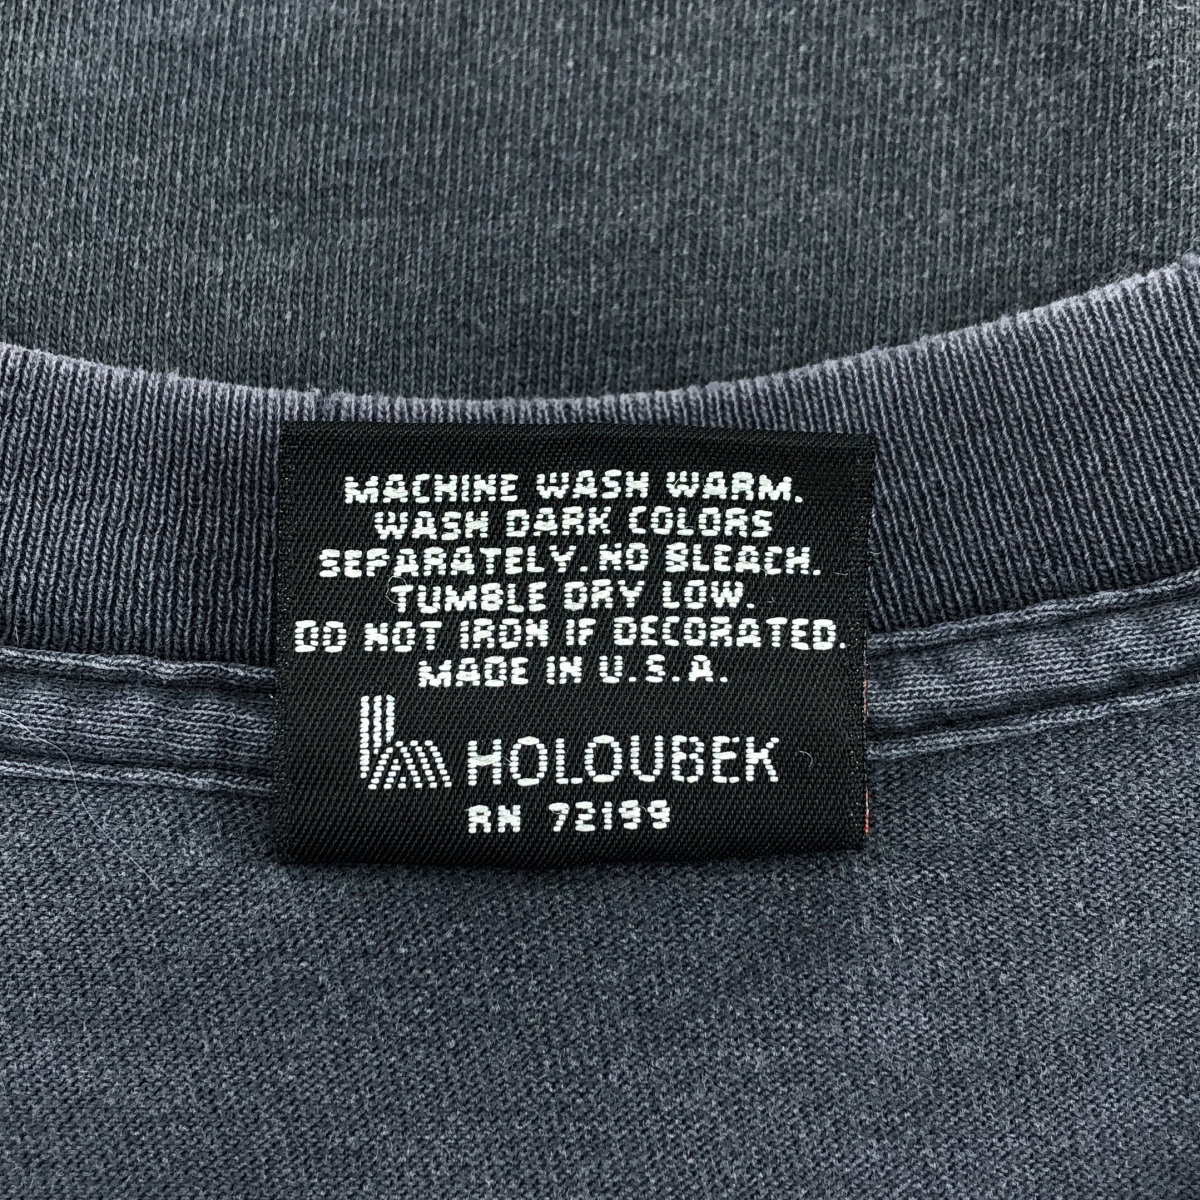 MACHINE WASH WARM.
WASH DARK COLORS
SEPARATELY. NO BLEACH.
TUMBLE DRY LOW.
DO NOT IRON IF DECORATED.
MADE IN U.S.A.
HOLOUBEK
RN 72199